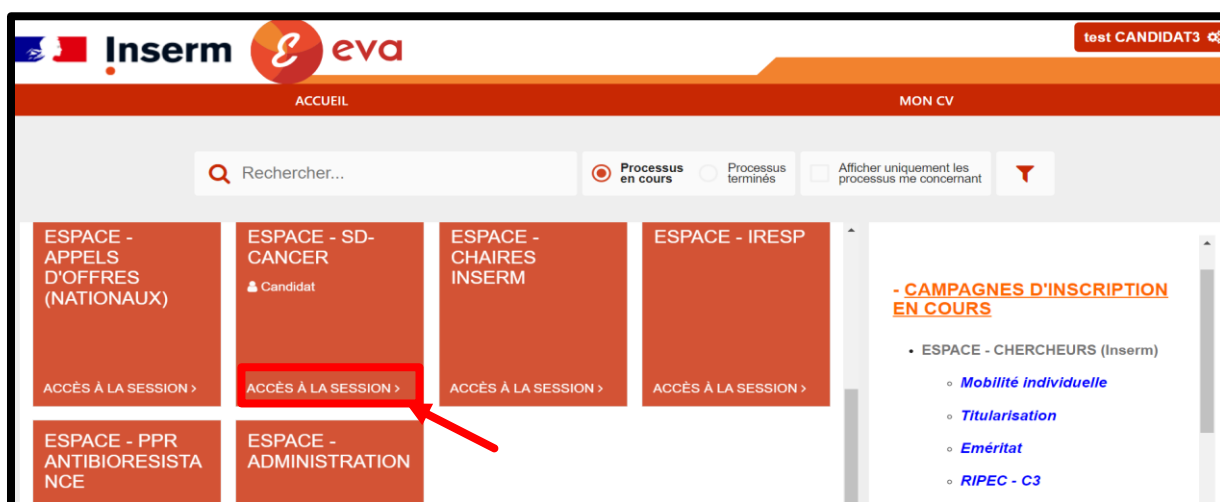 Inserm
eva
test CANDIDAT3
ACCUEIL
MON CV
Rechercher...
Processus
en cours
Processus
terminés
Afficher uniquement les
processus me concernant
ESPACE -
APPELS
D'OFFRES
(NATIONAUX)
ACCÈS À LA SESSION >
ESPACE - SD-
CANCER
Candidat
ACCÈS À LA SESSION >
ESPACE -
CHAIRES
INSERM
ACCÈS À LA SESSION >
ESPACE - IRESP
ACCÈS À LA SESSION >
ESPACE - PPR
ANTIBIORESISTA
NCE
ESPACE -
ADMINISTRATION
- CAMPAGNES D'INSCRIPTION
EN COURS
• ESPACE - CHERCHEURS (Inserm)
◦ Mobilité individuelle
◦ Titularisation
◦ Eméritat
◦ RIPEC - C3